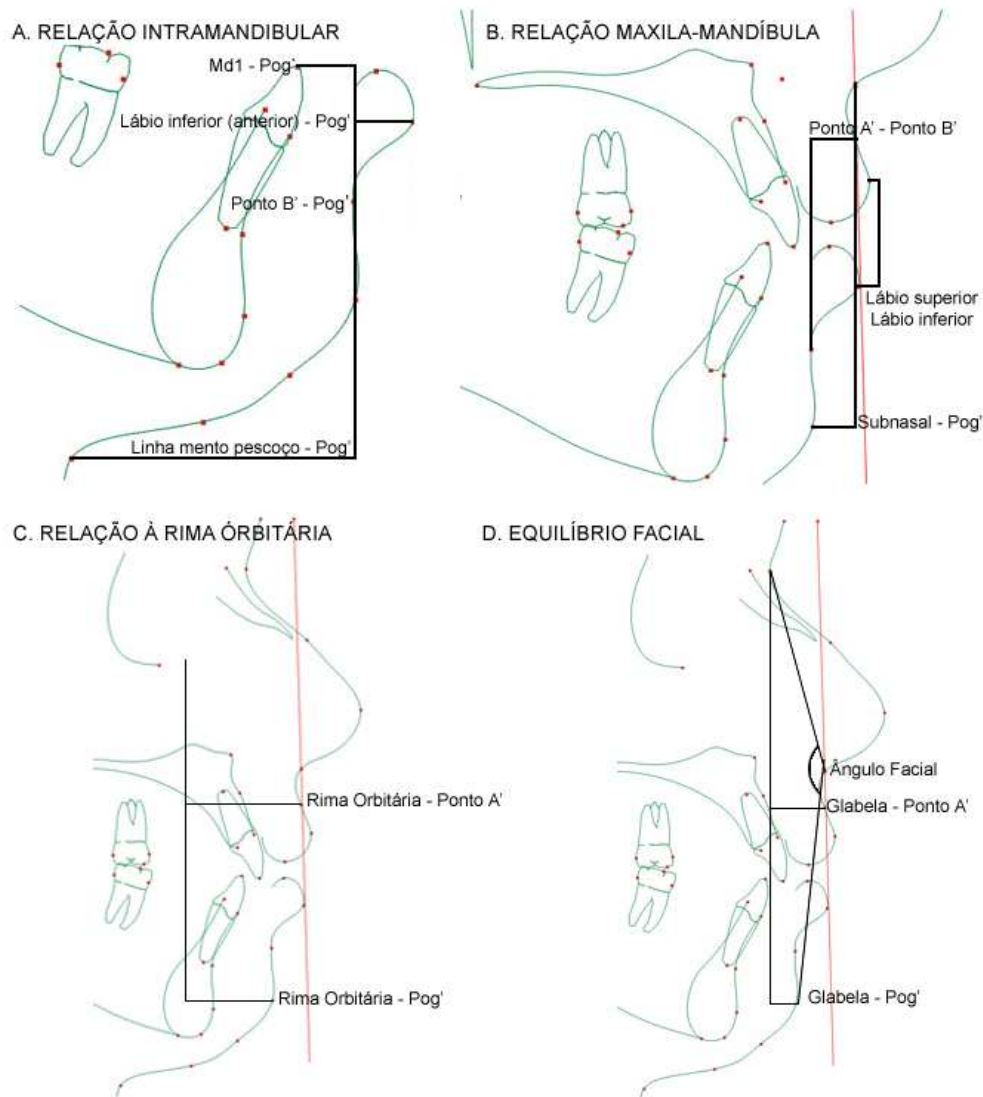 A. RELAÇÃO INTRAMANDIBULAR
Md1 - Pog'
Lábio inferior (anterior) - Pog'
Ponto B' - Pog'
Linha mento pescoço - Pog'
B. RELAÇÃO MAXILA-MANDÍBULA
Ponto A' - Ponto B'
Lábio superior
Lábio inferior
Subnasal - Pog'
C. RELAÇÃO À RIMA ÓRBITÁRIA
Rima Orbitária - Ponto A'
Rima Orbitária - Pog'
D. EQUILÍBRIO FACIAL
Ângulo Facial
Glabela - Ponto A'
Glabela - Pog'